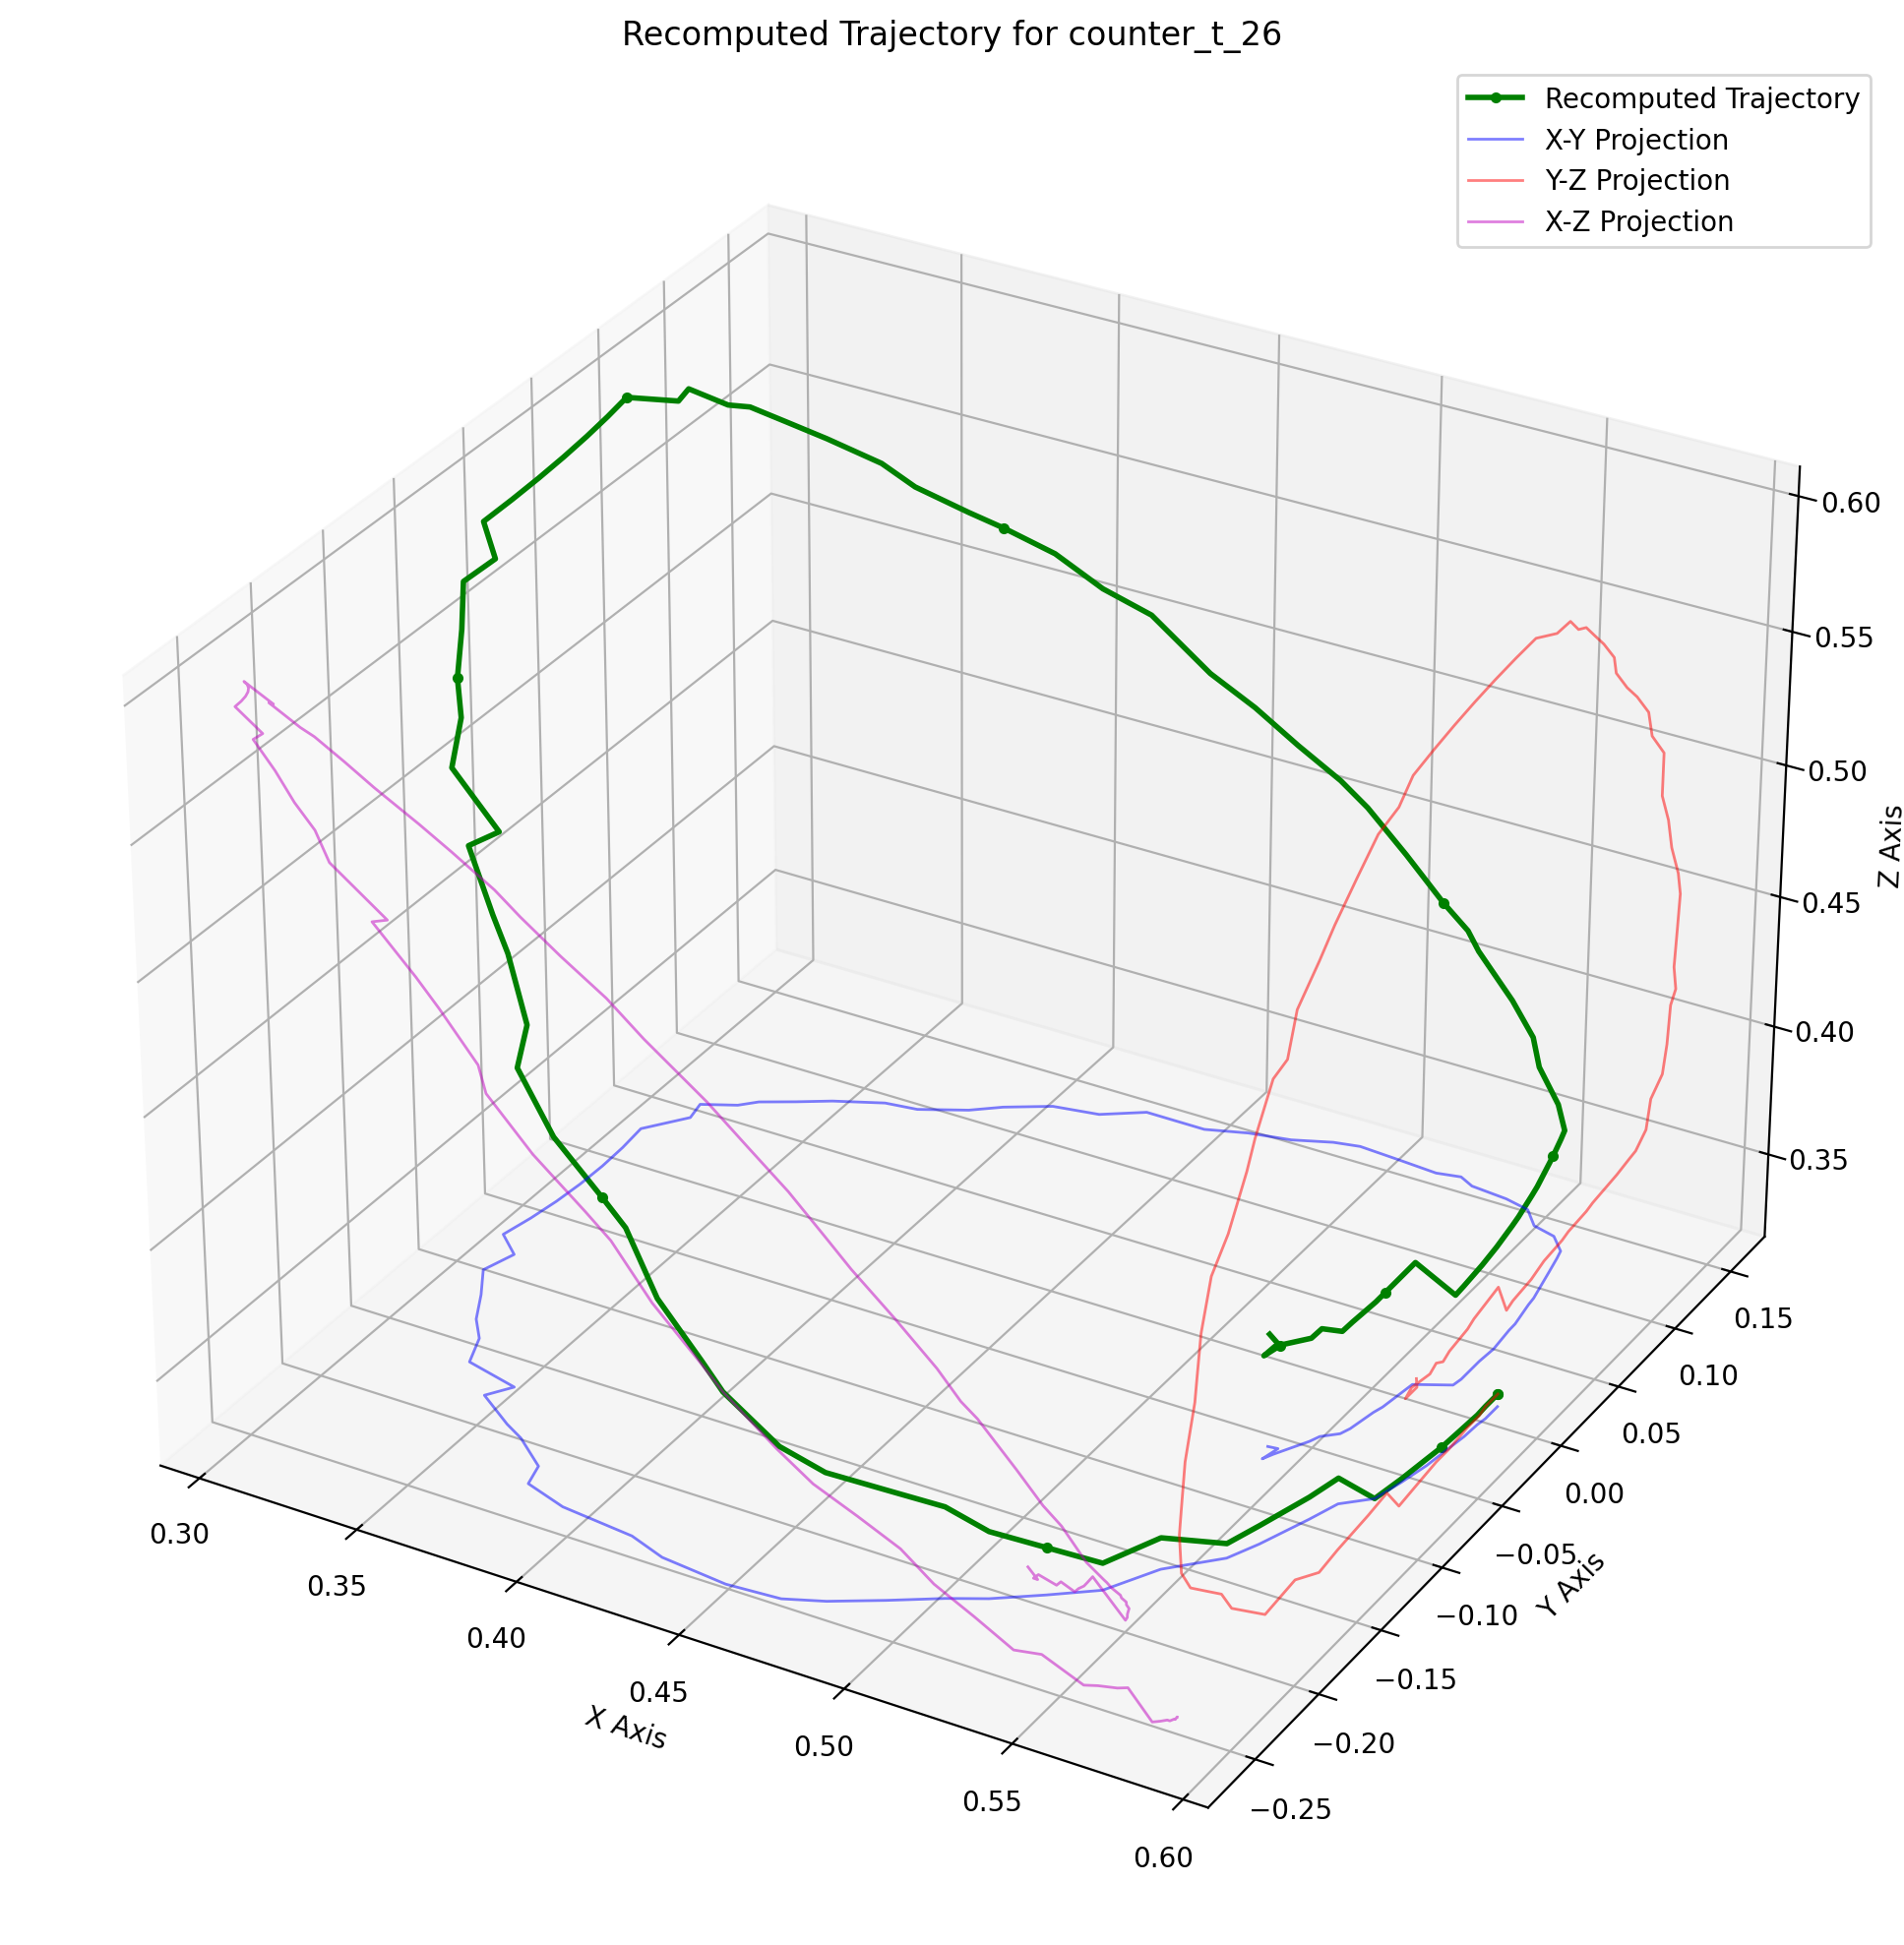 Recomputed Trajectory for counter_t_26
Recomputed Trajectory
X-Y Projection
Y-Z Projection
X-Z Projection
0.60
0.55
0.50
0.45
0.40
0.35
Z Axis
0.15
0.10
0.05
0.00
−0.05
−0.10
−0.15
−0.20
−0.25
Y Axis
0.30
0.35
0.40
0.45
0.50
0.55
0.60
X Axis